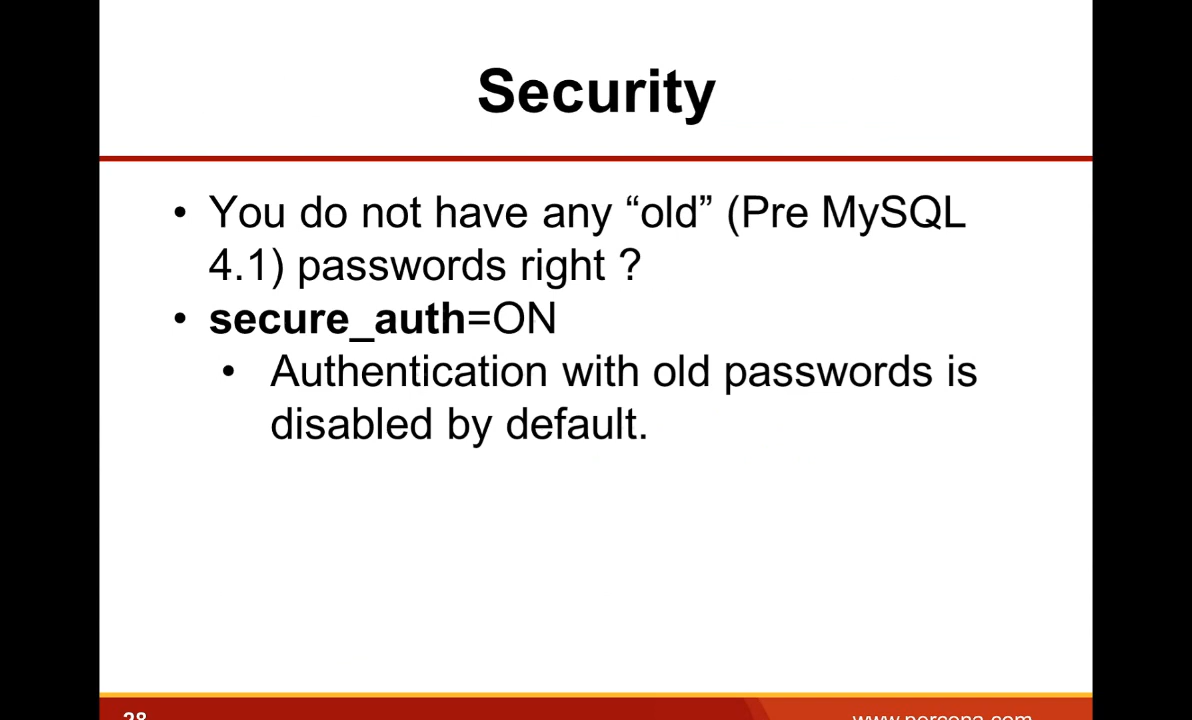 Security
• You do not have any “old” (Pre MySQL
4.1) passwords right ?
• secure_auth=ON
• Authentication with old passwords is
disabled by default.
28
www.percona.com